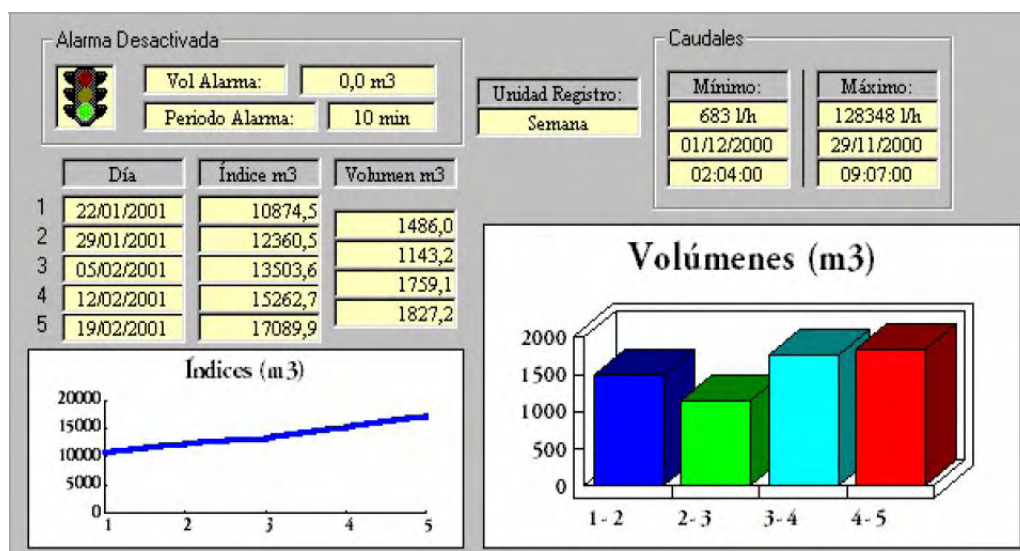 Alarma Desactivada
Vol Alarma: 0,0 m3
Periodo Alarma: 10 min
Unidad Registro:
Semana
Caudales
Mínimo: Máximo:
683 l/h 128348 l/h
01/12/2000 29/11/2000
02:04:00 09:07:00
Día Índice m3 Volumen m3
1 22/01/2001 10874,5
1486,0
2 29/01/2001 12360,5
1143,2
3 05/02/2001 13503,6
1759,1
4 12/02/2001 15262,7
1827,2
5 19/02/2001 17089,9
Índices (m3)
20000
15000
10000
5000
0
1 2 3 4 5
Volúmenes (m3)
2000
1500
1000
500
0
1-2 2-3 3-4 4-5